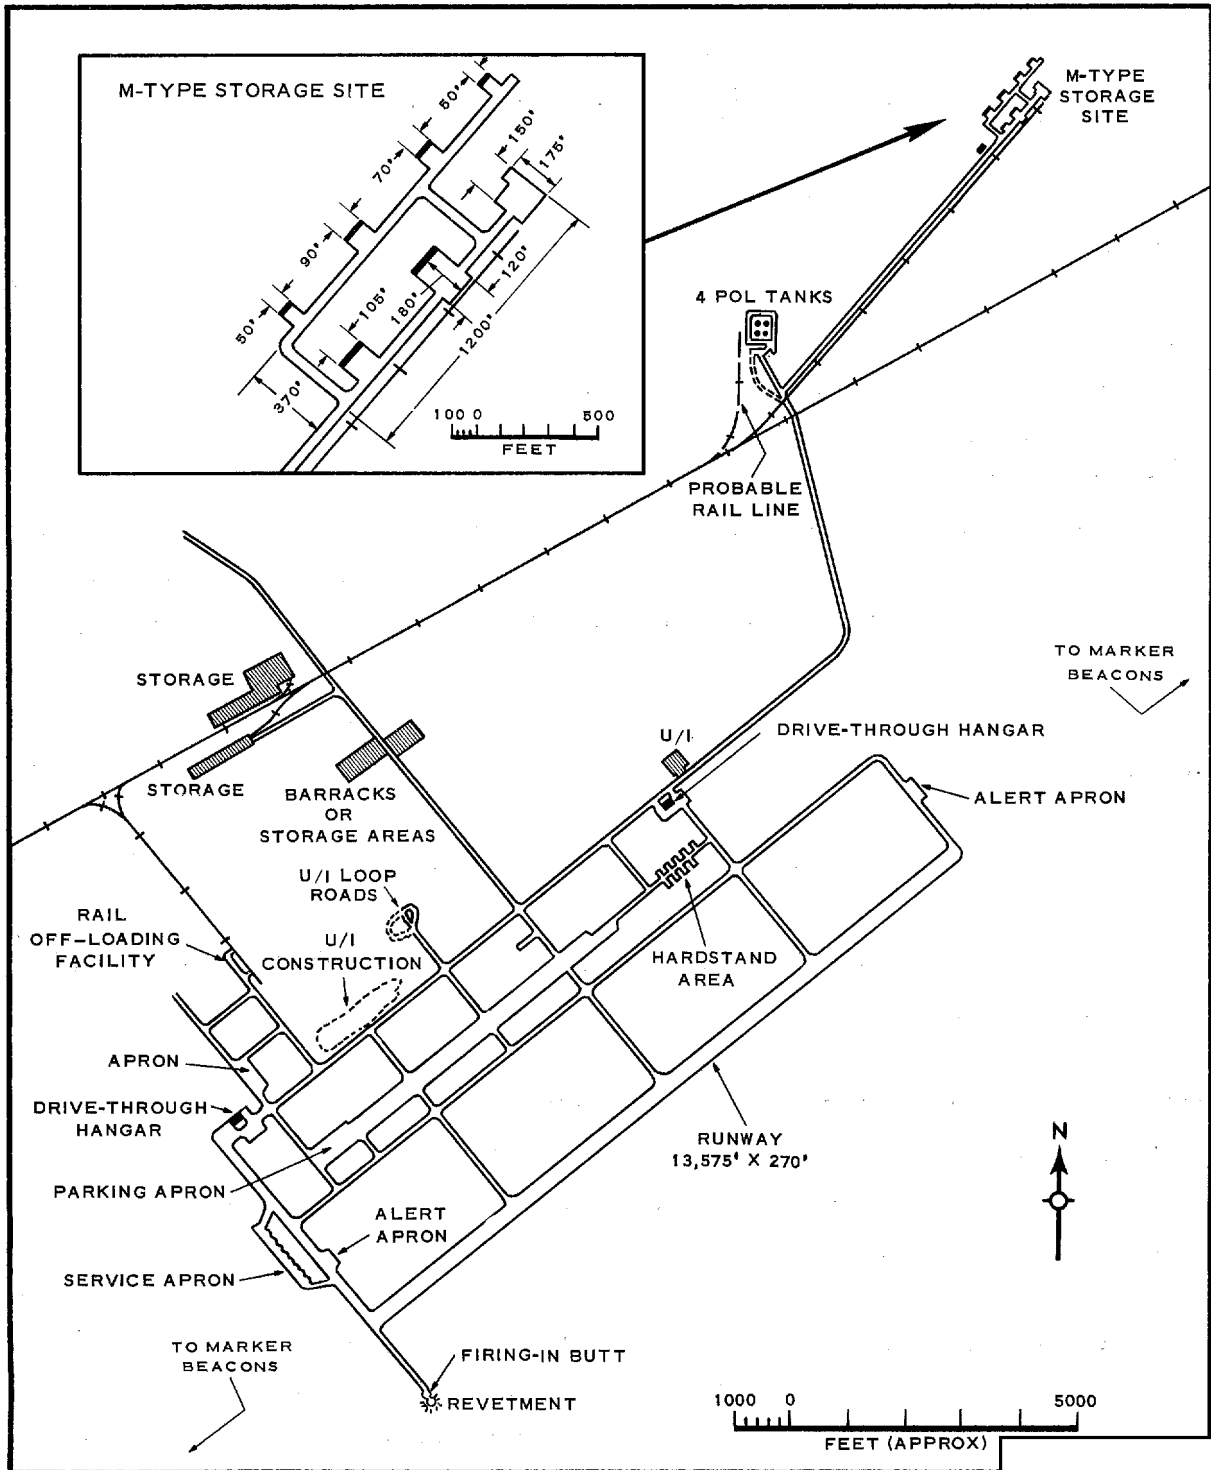 M-TYPE STORAGE SITE
50'
70'
90'
50'
150'
175'
120'
180'
105'
1200'
370'
100 0 500
FEET
M-TYPE
STORAGE
SITE
4 POL TANKS
PROBABLE
RAIL LINE
TO MARKER
BEACONS
STORAGE
STORAGE
BARRACKS
OR
STORAGE AREAS
U/I
DRIVE-THROUGH HANGAR
ALERT APRON
U/I LOOP
ROADS
RAIL
OFF-LOADING
FACILITY
U/I
CONSTRUCTION
HARDSTAND
AREA
APRON
DRIVE-THROUGH
HANGAR
RUNWAY
13,575' X 270'
N
PARKING APRON
ALERT
APRON
SERVICE APRON
TO MARKER
BEACONS
FIRING-IN BUTT
REVETMENT
1000 0 5000
FEET (APPROX)